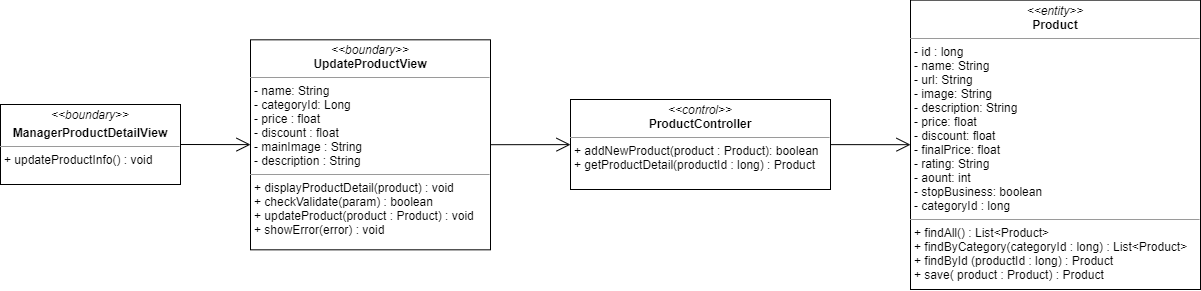 <<boundary>>
ManagerProductDetailView
+ updateProductInfo() : void
<<boundary>>
UpdateProductView
- name: String
- categoryId: Long
- price : float
- discount : float
- mainImage : String
- description : String
+ displayProductDetail(product) : void
+ checkValidate(param) : boolean
+ updateProduct(product : Product) : void
+ showError(error) : void
<<control>>
ProductController
+ addNewProduct(product : Product): boolean
+ getProductDetail(productId : long) : Product
<<entity>>
Product
- id : long
- name: String
- url: String
- image: String
- description: String
- price: float
- discount: float
- finalPrice: float
- rating: String
- aount: int
- stopBusiness: boolean
- categoryId : long
+ findAll() : List<Product>
+ findByCategory(categoryId : long) : List<Product>
+ findById (productId : long) : Product
+ save( product : Product) : Product